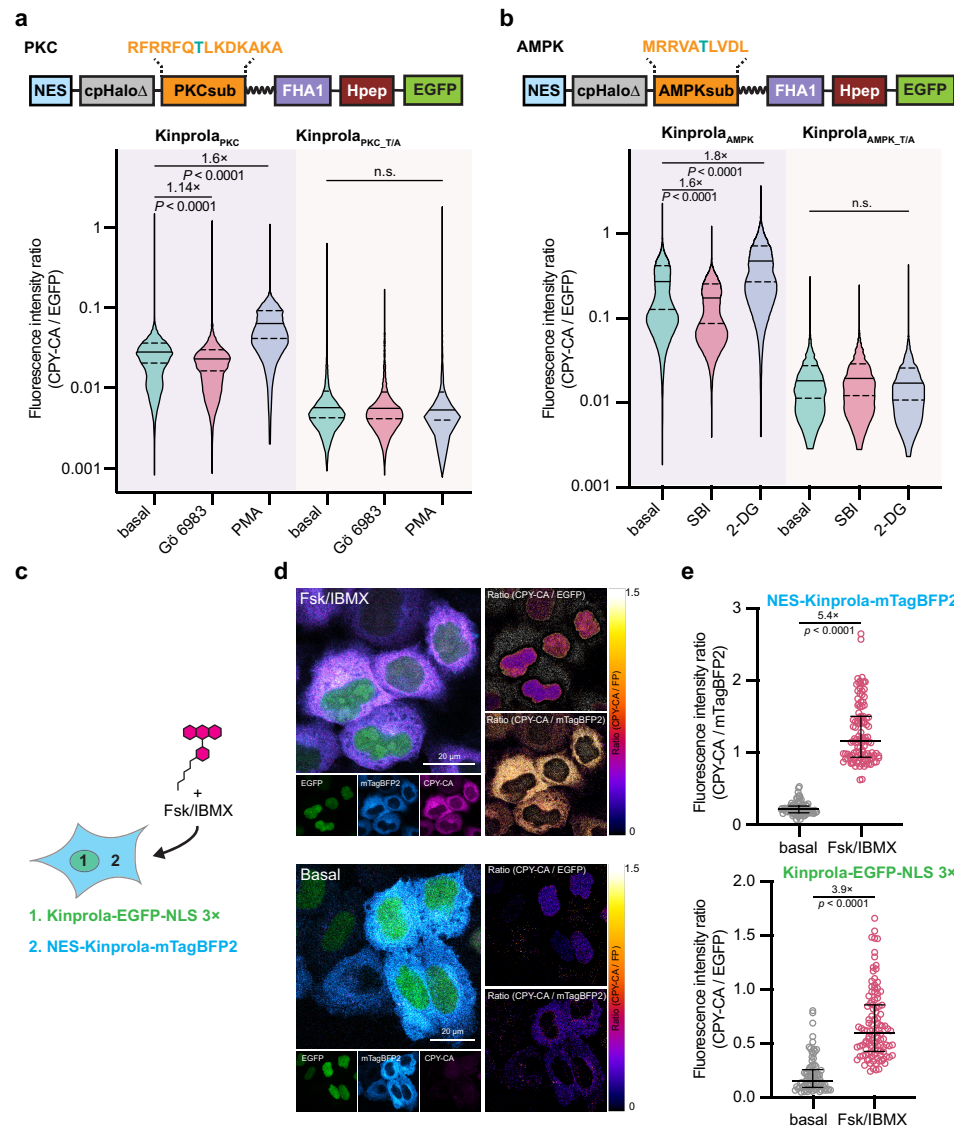 a
PKC
RFRRFQTLKDKAKA
NES
cpHaloΔ
PKCsub
FHA1
Hpep
EGFP
KinprolaPKC
KinprolaPKC_T/A
1.6×
P < 0.0001
1.14×
P < 0.0001
n.s.
Fluorescence intensity ratio
(CPY-CA / EGFP)
1
0.1
0.01
0.001
basal
Gö 6983
PMA
basal
Gö 6983
PMA
b
AMPK
MRRVATLVDL
NES
cpHaloΔ
AMPKsub
FHA1
Hpep
EGFP
KinprolaAMPK
KinprolaAMPK_T/A
1.8×
P < 0.0001
1.6×
P < 0.0001
n.s.
Fluorescence intensity ratio
(CPY-CA / EGFP)
1
0.1
0.01
0.001
basal
SBI
2-DG
basal
SBI
2-DG
c
+
Fsk/IBMX
1
2
1. Kinprola-EGFP-NLS 3×
2. NES-Kinprola-mTagBFP2
d
Fsk/IBMX
20 µm
EGFP
mTagBFP2
CPY-CA
Ratio (CPY-CA / EGFP)
Ratio (CPY-CA / mTagBFP2)
1.5
Ratio (CPY-CA / FP)
0
Basal
20 µm
EGFP
mTagBFP2
CPY-CA
Ratio (CPY-CA / EGFP)
Ratio (CPY-CA / mTagBFP2)
1.5
Ratio (CPY-CA / FP)
0
e
NES-Kinprola-mTagBFP2
5.4×
p < 0.0001
Fluorescence intensity ratio
(CPY-CA / mTagBFP2)
3
2
1
0
basal
Fsk/IBMX
Kinprola-EGFP-NLS 3×
3.9×
p < 0.0001
Fluorescence intensity ratio
(CPY-CA / EGFP)
2.0
1.5
1.0
0.5
0.0
basal
Fsk/IBMX